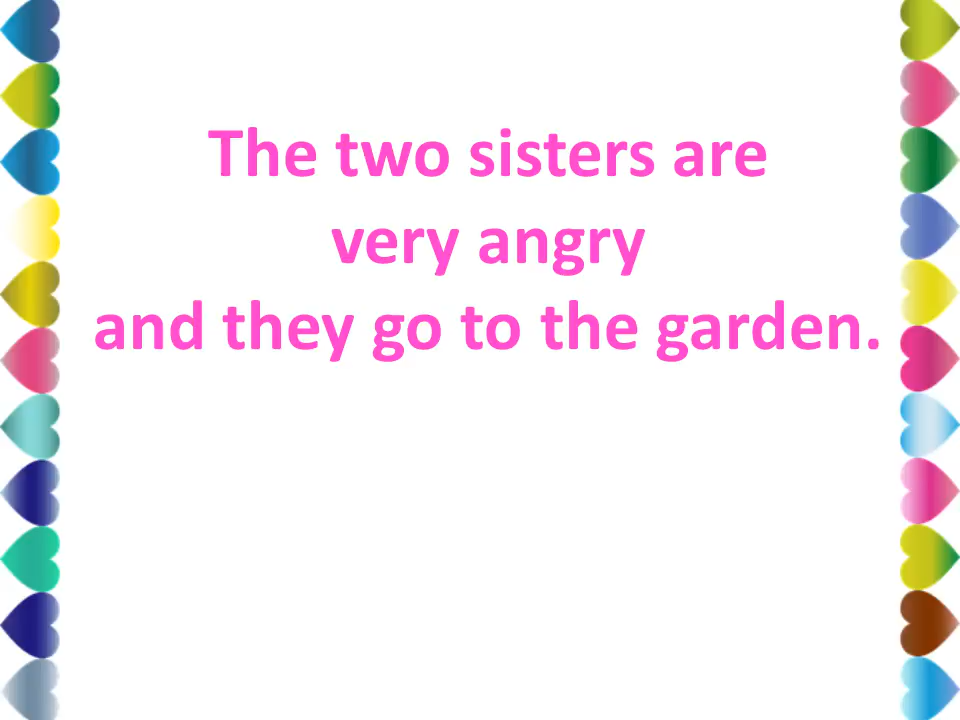 The two sisters are
very angry
and they go to the garden.